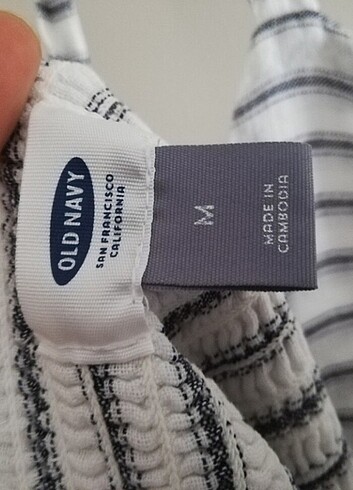 OLD NAVY
SAN FRANCISCO
CALIFORNIA
M
MADE IN
CAMBODIA